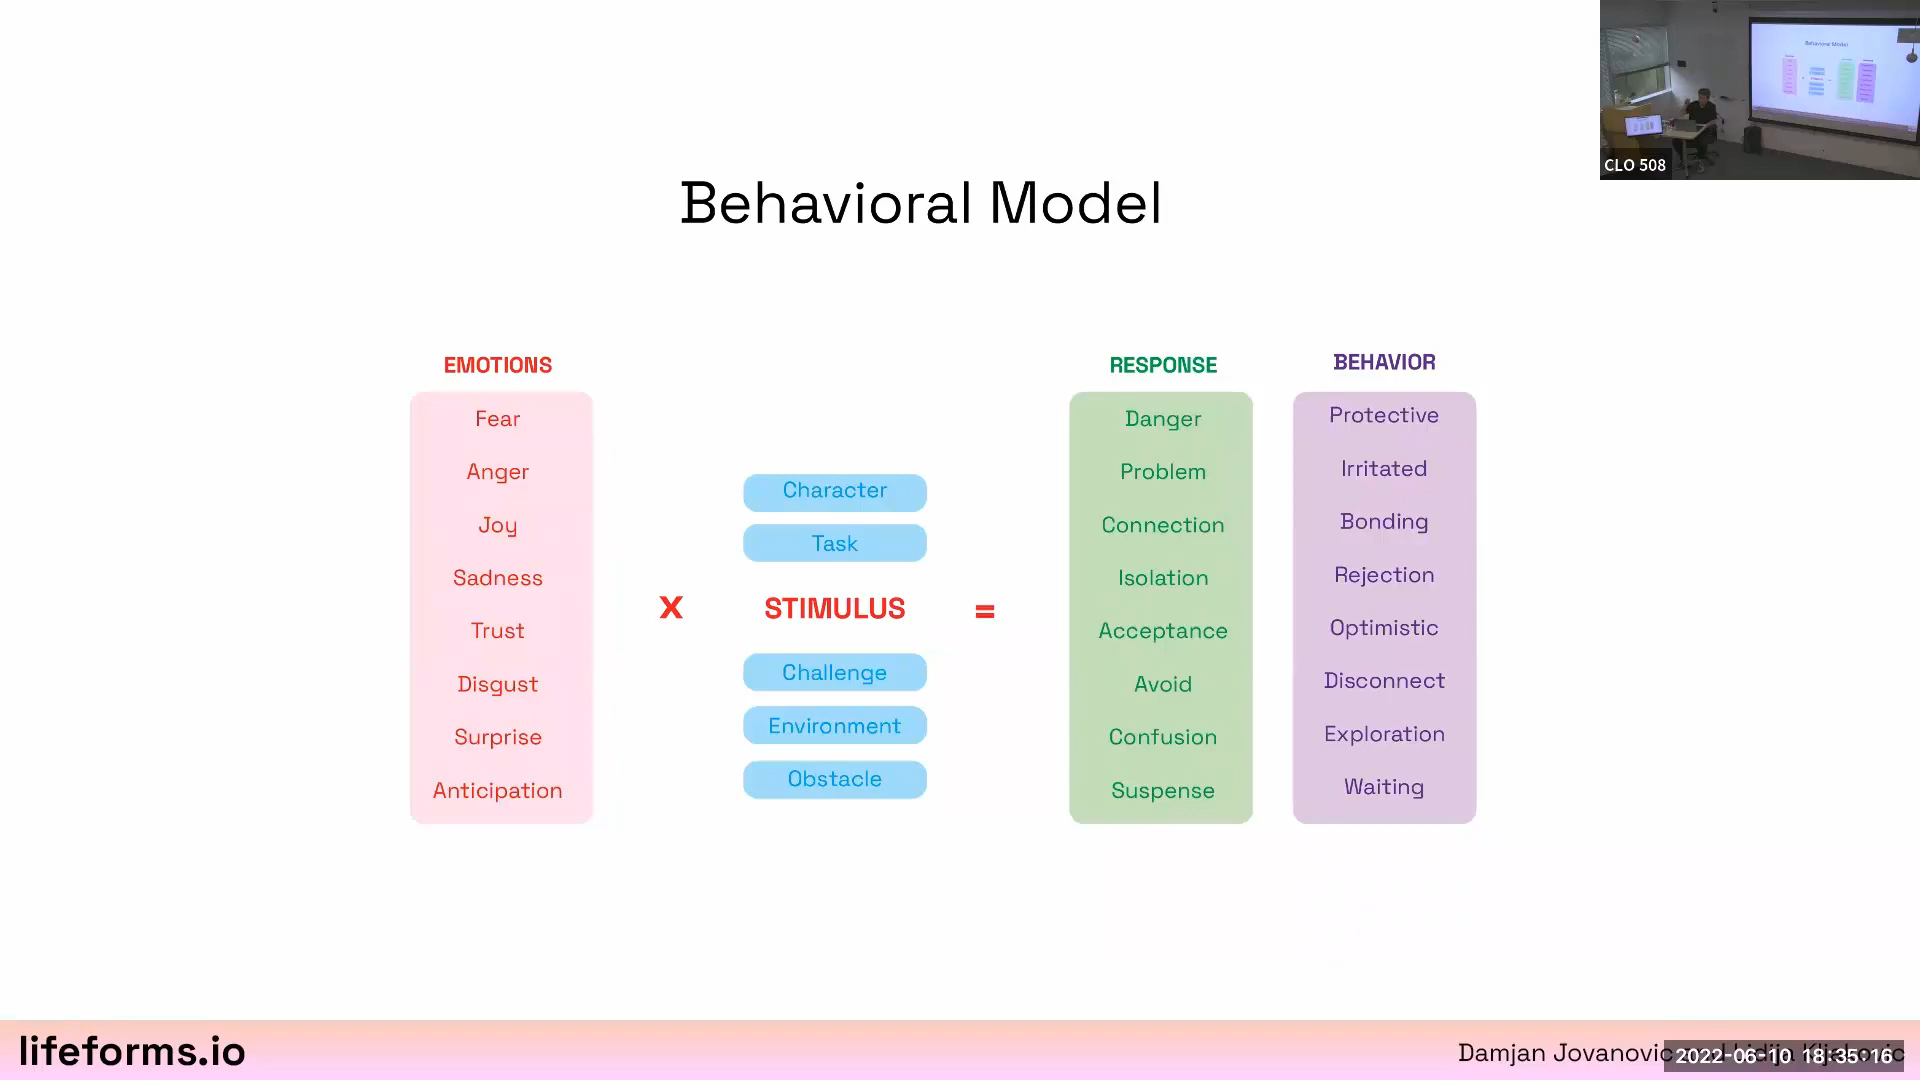 CLO 508
Behavioral Model
EMOTIONS
Fear
Anger
Joy
Sadness
Trust
Disgust
Surprise
Anticipation
X
Character
Task
STIMULUS
Challenge
Environment
Obstacle
=
RESPONSE
Danger
Problem
Connection
Isolation
Acceptance
Avoid
Confusion
Suspense
BEHAVIOR
Protective
Irritated
Bonding
Rejection
Optimistic
Disconnect
Exploration
Waiting
lifeforms.io
Damjan Jovanovic
2022-06-10 18:35:16